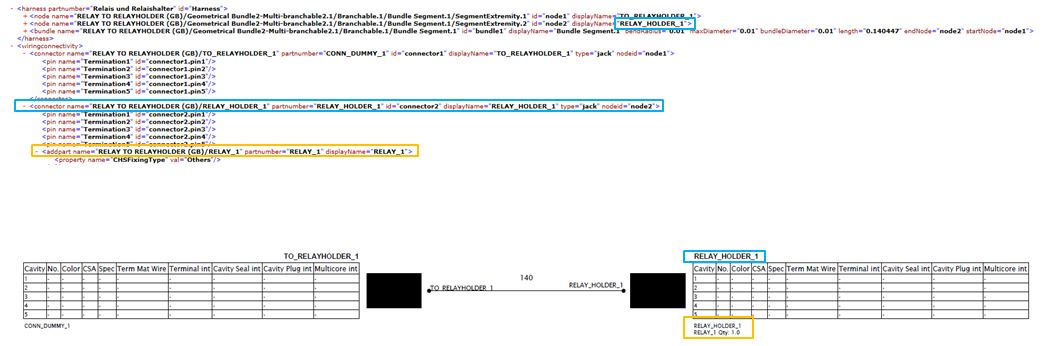 - <harness partnumber="Relais und Relaishalter" id="Harness">
+ <node name="RELAY TO RELAYHOLDER (GB)/Geometrical Bundle2-Multi-branchable2.1/Branchable.1/Bundle Segment.1/SegmentExtremity.1" id="node1" displayName="TO_RELAYHOLDER_1">
+ <node name="RELAY TO RELAYHOLDER (GB)/Geometrical Bundle2-Multi-branchable2.1/Branchable.1/Bundle Segment.1/SegmentExtremity.2" id="node2" displayName="RELAY_HOLDER_1">
+ <bundle name="RELAY TO RELAYHOLDER (GB)/Geometrical Bundle2-Multi-branchable2.1/Branchable.1/Bundle Segment.1" id="bundle1" displayName="Bundle Segment.1" bendRadius="0.01" maxDiameter="0.01" bundleDiameter="0.01" length="0.140447" endNode="node2" startNode="node1">
</harness>
- <wiringconnectivity>
- <connector name="RELAY TO RELAYHOLDER (GB)/TO_RELAYHOLDER_1" partnumber="CONN_DUMMY_1" id="connector1" displayName="TO_RELAYHOLDER_1" type="jack" nodeid="node1">
<pin name="Termination1" id="connector1.pin1"/>
<pin name="Termination2" id="connector1.pin2"/>
<pin name="Termination3" id="connector1.pin3"/>
<pin name="Termination4" id="connector1.pin4"/>
<pin name="Termination5" id="connector1.pin5"/>
</connector>
- <connector name="RELAY TO RELAYHOLDER (GB)/RELAY_HOLDER_1" partnumber="RELAY_HOLDER_1" id="connector2" displayName="RELAY_HOLDER_1" type="jack" nodeid="node2">
<pin name="Termination1" id="connector2.pin1"/>
<pin name="Termination2" id="connector2.pin2"/>
<pin name="Termination3" id="connector2.pin3"/>
<pin name="Termination4" id="connector2.pin4"/>
<pin name="Termination5" id="connector2.pin5"/>
- <addpart name="RELAY TO RELAYHOLDER (GB)/RELAY_1" partnumber="RELAY_1" displayName="RELAY_1">
<property name="CHSFixingType" val="Others"/>
TO_RELAYHOLDER_1
Cavity No. Color CSA Spec Term Mat Wire Terminal int Cavity Seal int Cavity Plug int Multicore int
1 - - - - - - - - -
2 - - - - - - - - -
3 - - - - - - - - -
4 - - - - - - - - -
5 - - - - - - - - -
CONN_DUMMY_1
140
TO_RELAYHOLDER_1
RELAY_HOLDER_1
RELAY_HOLDER_1
Cavity No. Color CSA Spec Term Mat Wire Terminal int Cavity Seal int Cavity Plug int Multicore int
1 - - - - - - - - -
2 - - - - - - - - -
3 - - - - - - - - -
4 - - - - - - - - -
5 - - - - - - - - -
RELAY_HOLDER_1
RELAY_1 Qty: 1.0